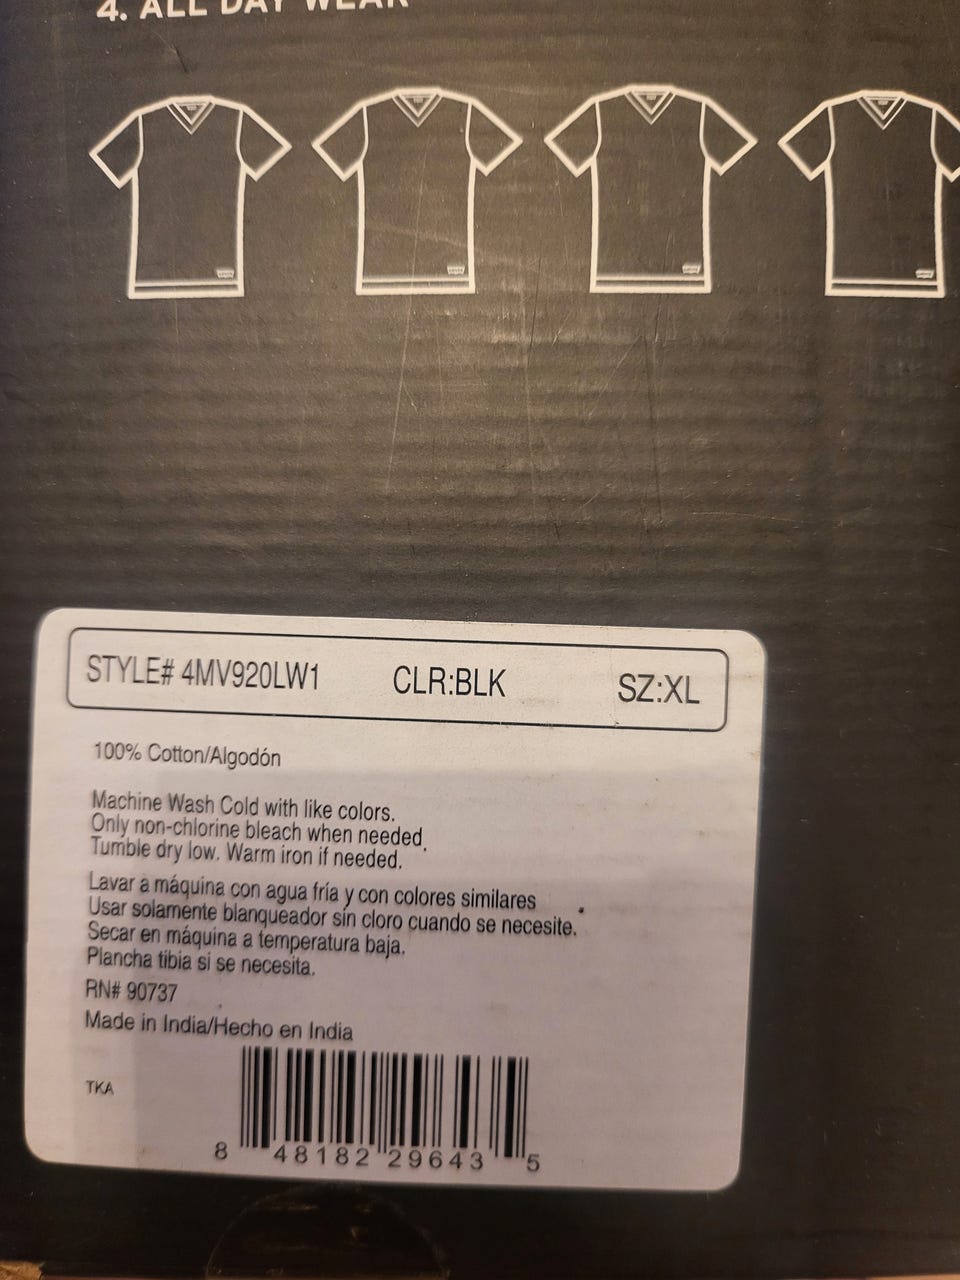 4. ALL DAY WEAR
STYLE# 4MV920LW1 CLR:BLK SZ:XL
100% Cotton/Algodón
Machine Wash Cold with like colors.
Only non-chlorine bleach when needed.
Tumble dry low. Warm iron if needed.
Lavar a máquina con agua fría y con colores similares
Usar solamente blanqueador sin cloro cuando se necesite.
Secar en máquina a temperatura baja.
Plancha tibia si se necesita.
RN# 90737
Made in India/Hecho en India
TKA
8 48182 29643 5